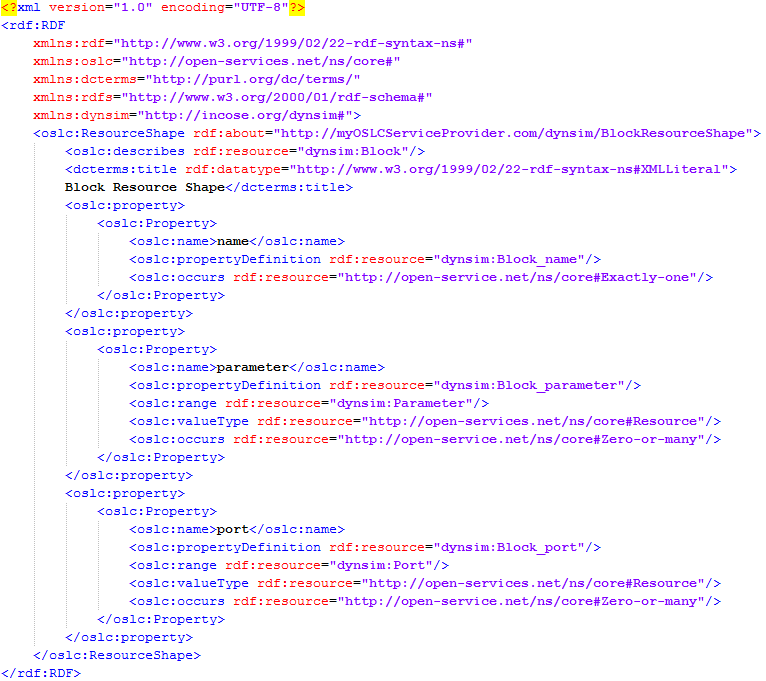 <?xml version="1.0" encoding="UTF-8"?>
<rdf:RDF
xmlns:rdf="http://www.w3.org/1999/02/22-rdf-syntax-ns#"
xmlns:oslc="http://open-services.net/ns/core#"
xmlns:dcterms="http://purl.org/dc/terms/"
xmlns:rdfs="http://www.w3.org/2000/01/rdf-schema#"
xmlns:dynsim="http://incose.org/dynsim#">
<oslc:ResourceShape rdf:about="http://myOSLCServiceProvider.com/dynsim/BlockResourceShape">
<oslc:describes rdf:resource="dynsim:Block"/>
<dcterms:title rdf:datatype="http://www.w3.org/1999/02/22-rdf-syntax-ns#XMLLiteral">
Block Resource Shape</dcterms:title>
<oslc:property>
<oslc:Property>
<oslc:name>name</oslc:name>
<oslc:propertyDefinition rdf:resource="dynsim:Block_name"/>
<oslc:occurs rdf:resource="http://open-service.net/ns/core#Exactly-one"/>
</oslc:Property>
</oslc:property>
<oslc:property>
<oslc:Property>
<oslc:name>parameter</oslc:name>
<oslc:propertyDefinition rdf:resource="dynsim:Block_parameter"/>
<oslc:range rdf:resource="dynsim:Parameter"/>
<oslc:valueType rdf:resource="http://open-services.net/ns/core#Resource"/>
<oslc:occurs rdf:resource="http://open-service.net/ns/core#Zero-or-many"/>
</oslc:Property>
</oslc:property>
<oslc:property>
<oslc:Property>
<oslc:name>port</oslc:name>
<oslc:propertyDefinition rdf:resource="dynsim:Block_port"/>
<oslc:range rdf:resource="dynsim:Port"/>
<oslc:valueType rdf:resource="http://open-services.net/ns/core#Resource"/>
<oslc:occurs rdf:resource="http://open-service.net/ns/core#Zero-or-many"/>
</oslc:Property>
</oslc:property>
</oslc:ResourceShape>
</rdf:RDF>